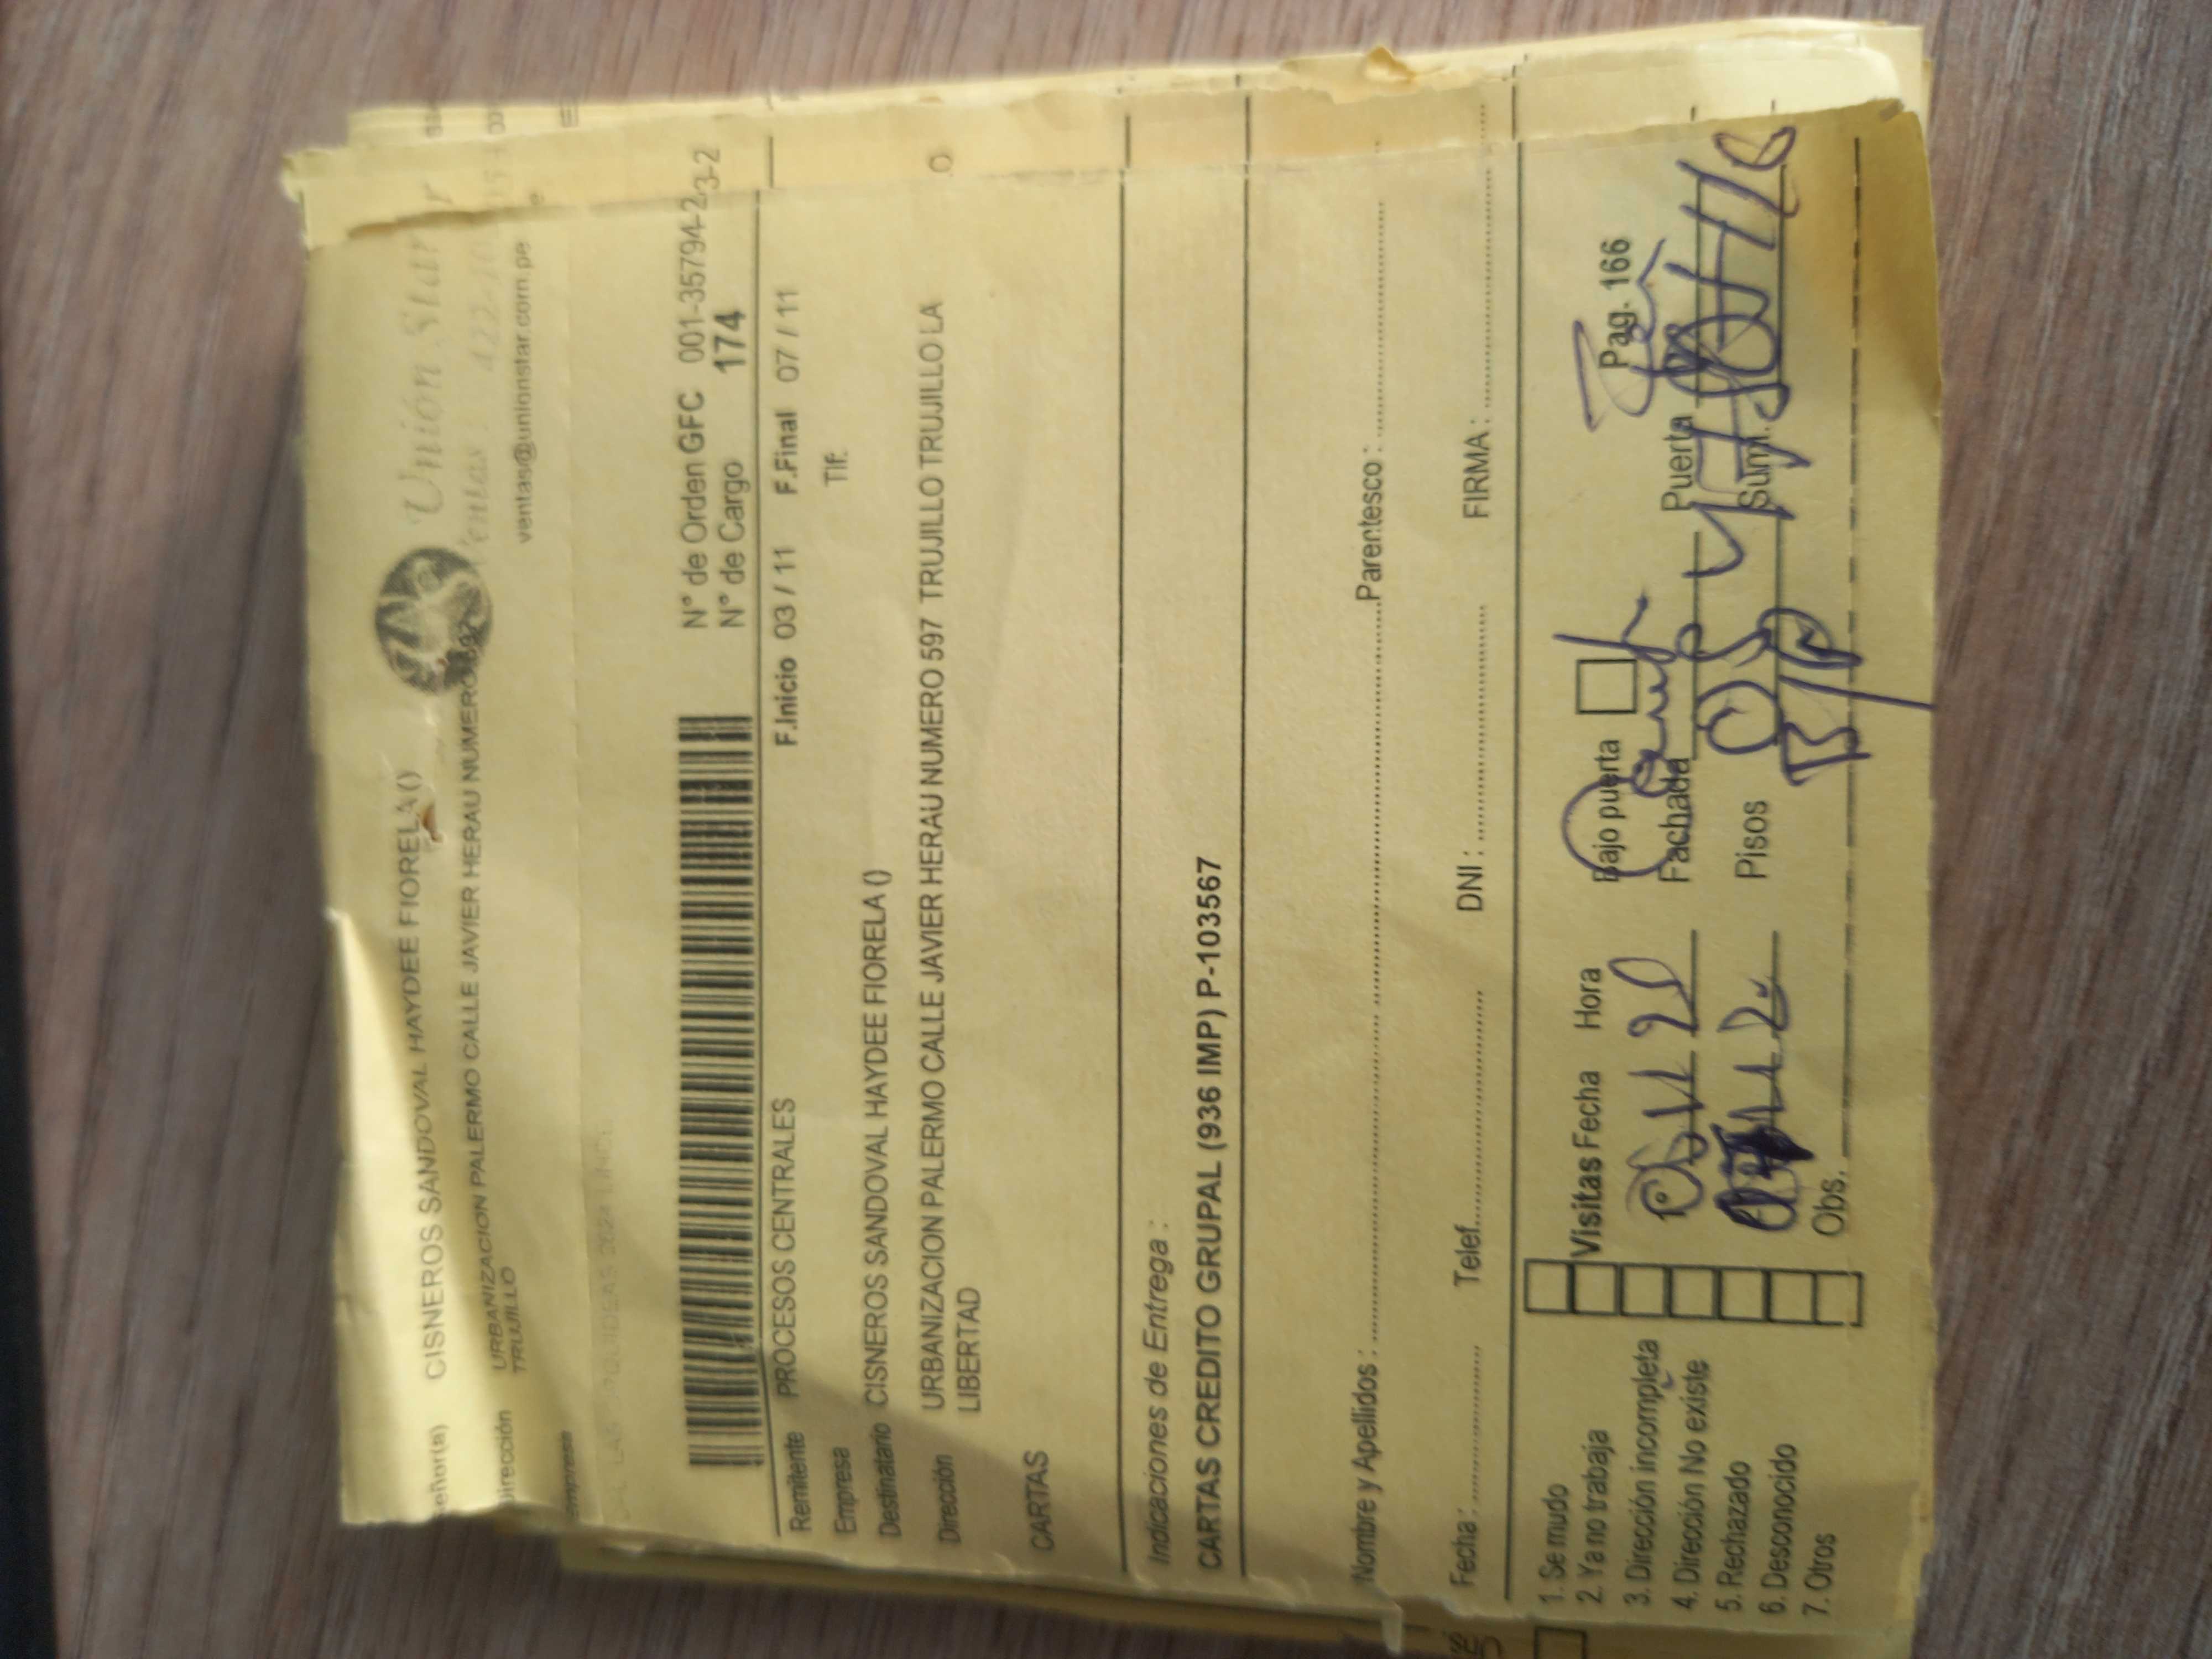 Unión Star
ventas@unionstar.com.pe
CISNEROS SANDOVAL HAYDEE FIORELA ()
Dirección URBANIZACION PALERMO CALLE JAVIER HERAU NUMERO
TRUJILLO
N° de Orden GFC 001-35794-2
N° de Cargo 174
F.Inicio 03 / 11 F.Final 07 / 11
Remitente PROCESOS CENTRALES
Empresa Tlf.
Destinatario CISNEROS SANDOVAL HAYDEE FIORELA ()
Dirección URBANIZACION PALERMO CALLE JAVIER HERAU NUMERO 597 TRUJILLO TRUJILLO LA
LIBERTAD
CARTAS
Indicaciones de Entrega :
CARTAS CREDITO GRUPAL (936 IMP) P-103567
Nombre y Apellidos : Parentesco :
Fecha : Telef. DNI : FIRMA :
1. Se mudo
2. Ya no trabaja
3. Dirección incompleta
4. Dirección No existe
5. Rechazado
6. Desconocido
7. Otros
Visitas Fecha Hora
Obs.
Bajo puerta Pag. 166
Fachada Puerta
Pisos Sum.